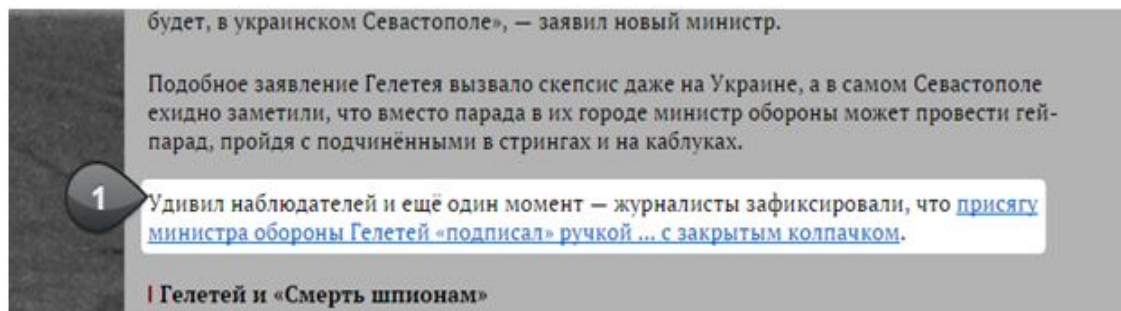 будет, в украинском Севастополе», — заявил новый министр.
Подобное заявление Гелетея вызвало скепсис даже на Украине, а в самом Севастополе
ехидно заметили, что вместо парада в их городе министр обороны может провести гей-
парад, пройдя с подчинёнными в стрингах и на каблуках.
1
Удивил наблюдателей и ещё один момент — журналисты зафиксировали, что присягу
министра обороны Гелетей «подписал» ручкой ... с закрытым колпачком.
Гелетей и «Смерть шпионам»